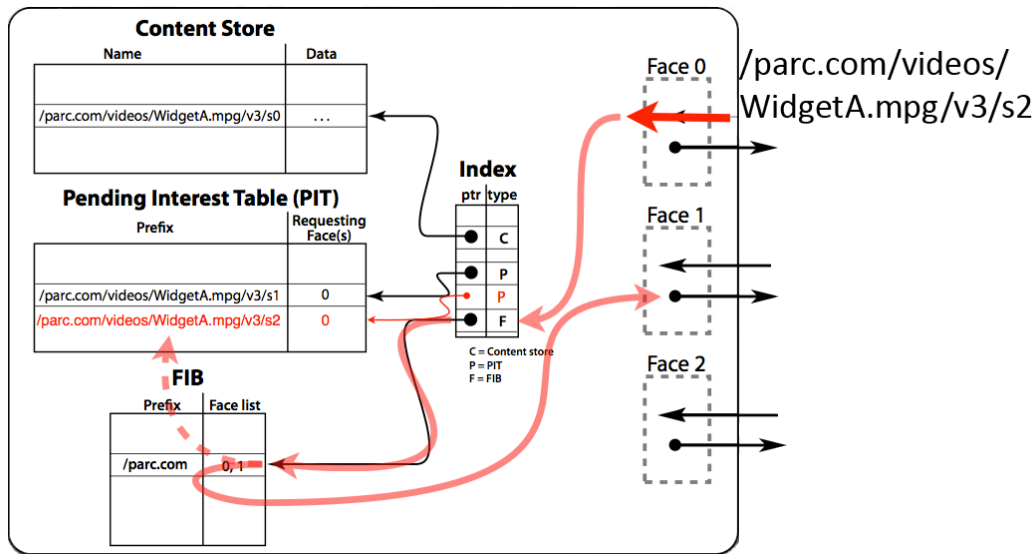 Content Store
Name Data
/parc.com/videos/WidgetA.mpg/v3/s0 ...
Pending Interest Table (PIT)
Prefix Requesting Face(s)
/parc.com/videos/WidgetA.mpg/v3/s1 0
/parc.com/videos/WidgetA.mpg/v3/s2 0
FIB
Prefix Face list
/parc.com 0, 1
Index
ptr type
C
P
P
F
C = Content store
P = PIT
F = FIB
Face 0
Face 1
Face 2
/parc.com/videos/
WidgetA.mpg/v3/s2